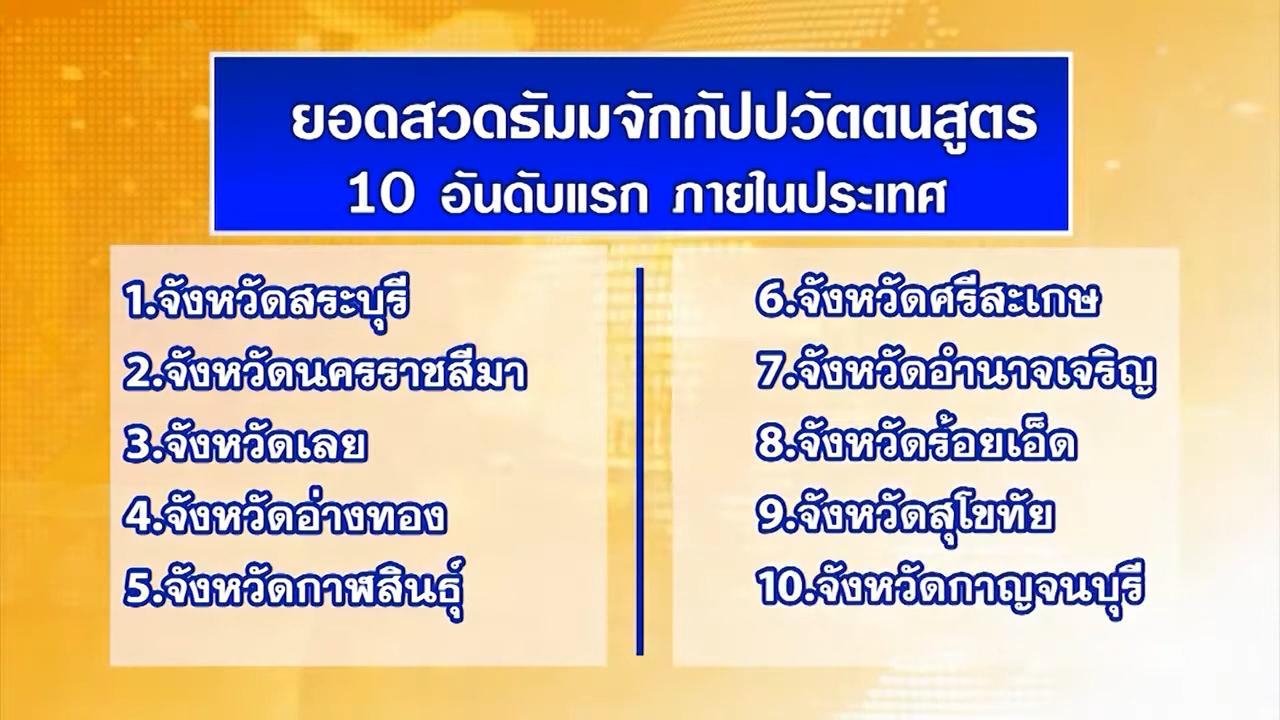 ยอดสวดธัมมจักกัปปวัตตนสูตร
10 อันดับแรก ภายในประเทศ
1.จังหวัดสระบุรี
2.จังหวัดนครราชสีมา
3.จังหวัดเลย
4.จังหวัดอ่างทอง
5.จังหวัดกาฬสินธุ์
6.จังหวัดศรีสะเกษ
7.จังหวัดอำนาจเจริญ
8.จังหวัดร้อยเอ็ด
9.จังหวัดสุโขทัย
10.จังหวัดกาญจนบุรี